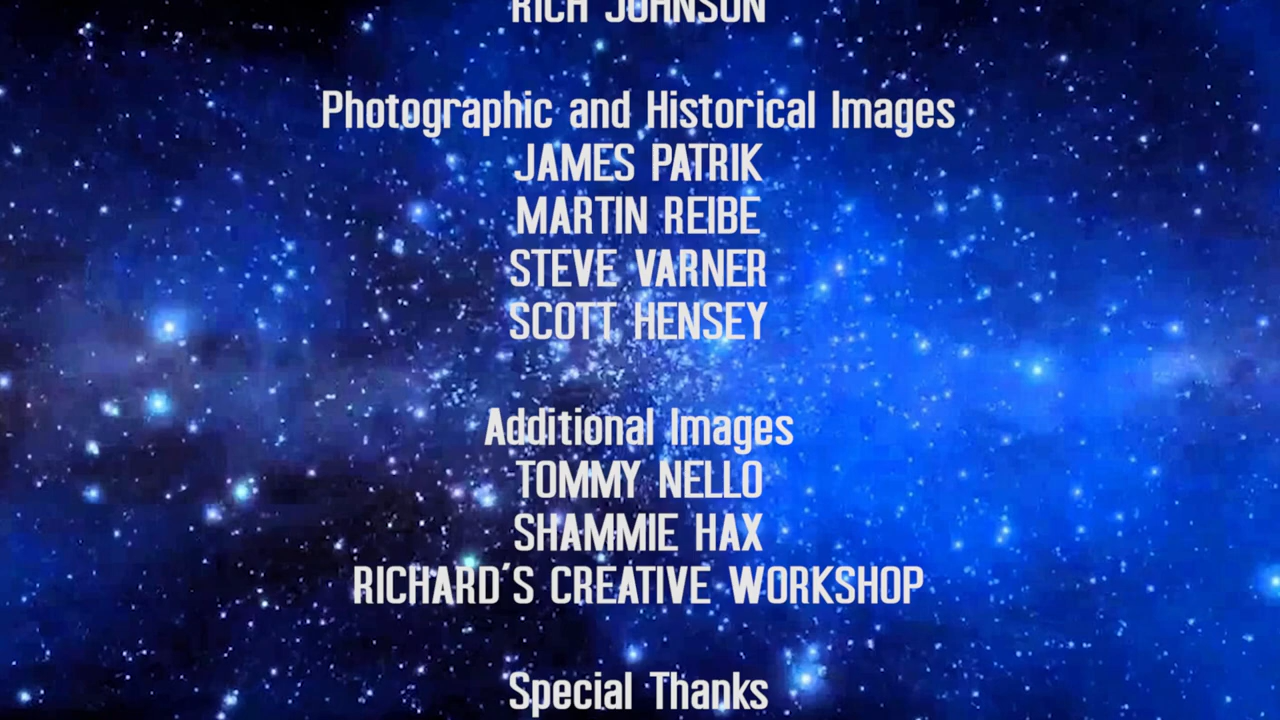 RICH JOHNSON
Photographic and Historical Images
JAMES PATRIK
MARTIN REIBE
STEVE VARNER
SCOTT HENSEY
Additional Images
TOMMY NELLO
SHAMMIE HAX
RICHARD'S CREATIVE WORKSHOP
Special Thanks